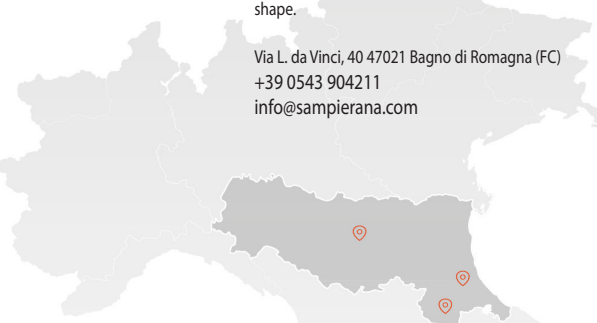 shape.
Via L. da Vinci, 40 47021 Bagno di Romagna (FC)
+39 0543 904211
info@sampierana.com